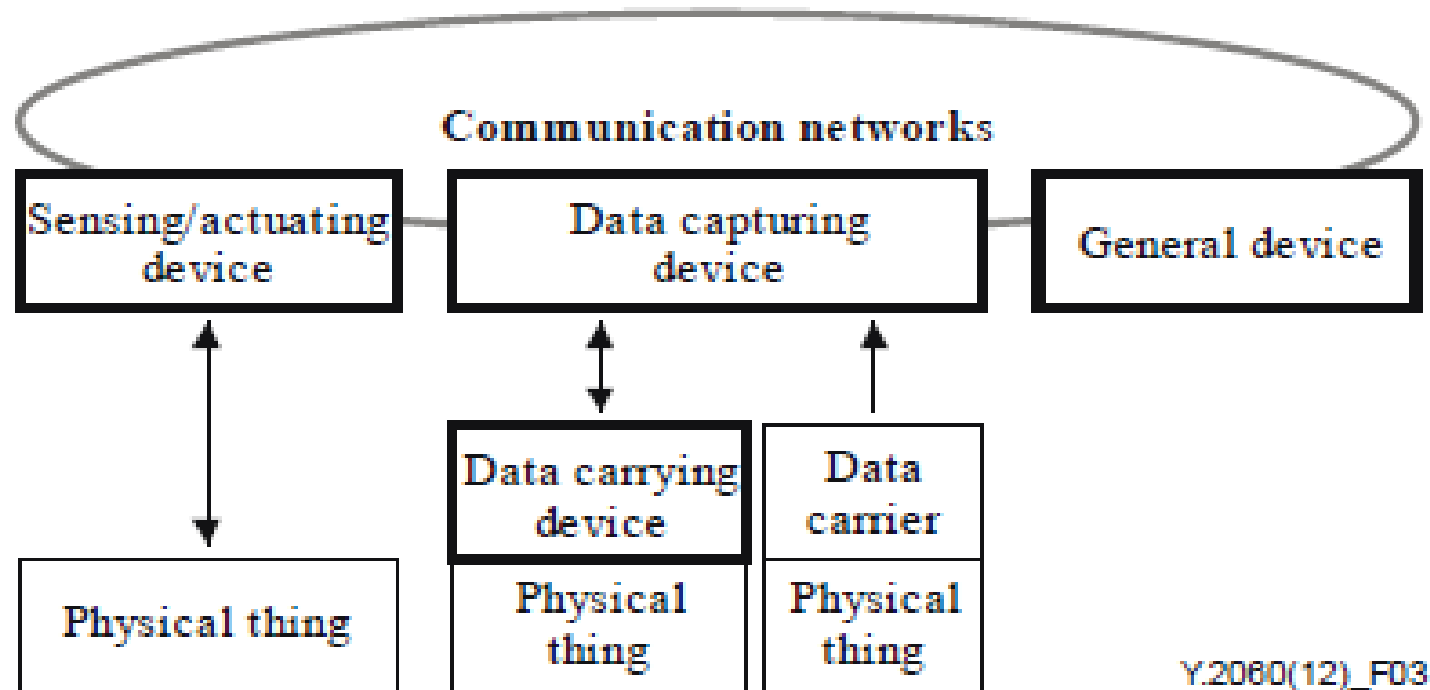 Communication networks
Sensing/actuating
device
Data capturing
device
General device
Data carrying
device
Data
carrier
Physical thing
Physical
thing
Physical
thing
Y.2060(12)_F03